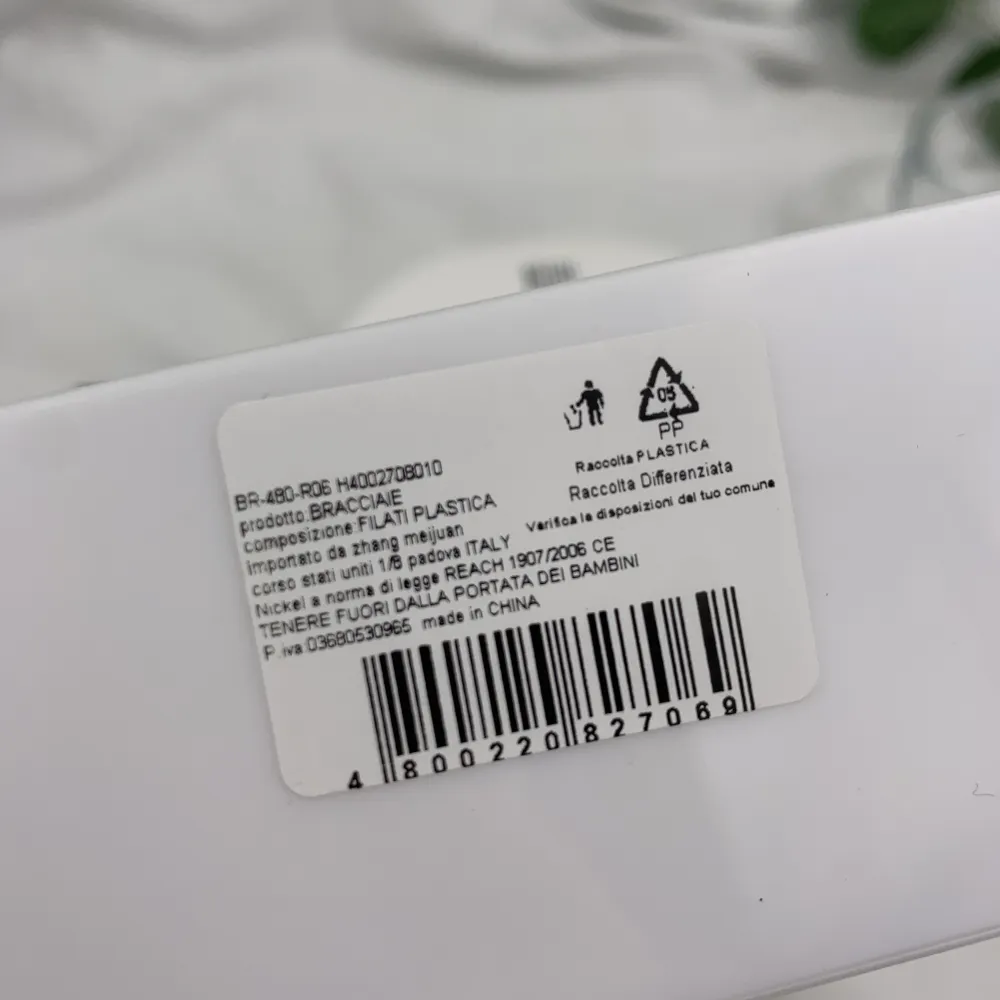 05
PP
Raccolta PLASTICA
Raccolta Differenziata
Verifica le disposizioni del tuo comune
BR-480-R06 H4002708010
prodotto:BRACCIAIE
composizione:FILATI PLASTICA
importato da zhang meijuan
corso stati uniti 1/8 padova ITALY
Nickel a norma di legge REACH 1907/2006 CE
TENERE FUORI DALLA PORTATA DEI BAMBINI
P.iva:03680530965 made in CHINA
4 800220 827069